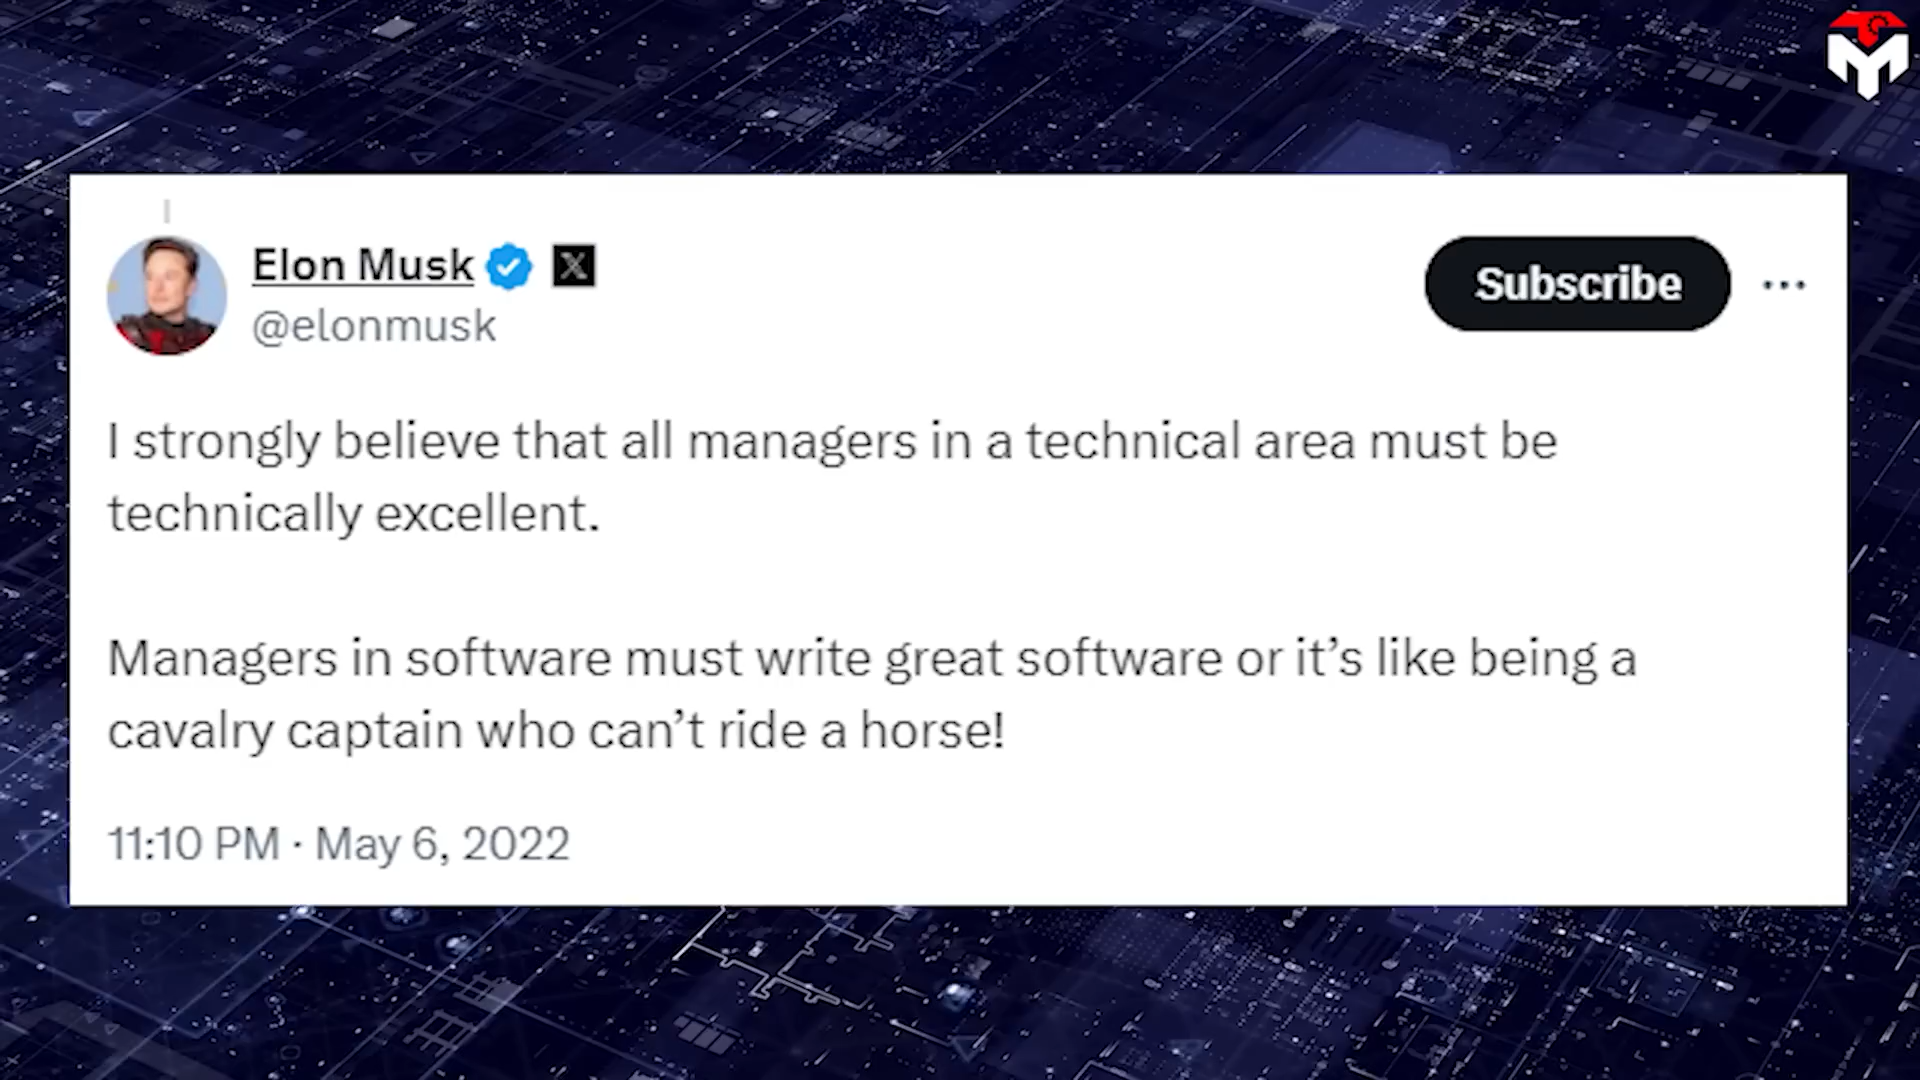 Elon Musk
@elonmusk
Subscribe
I strongly believe that all managers in a technical area must be
technically excellent.
Managers in software must write great software or it’s like being a
cavalry captain who can’t ride a horse!
11:10 PM · May 6, 2022